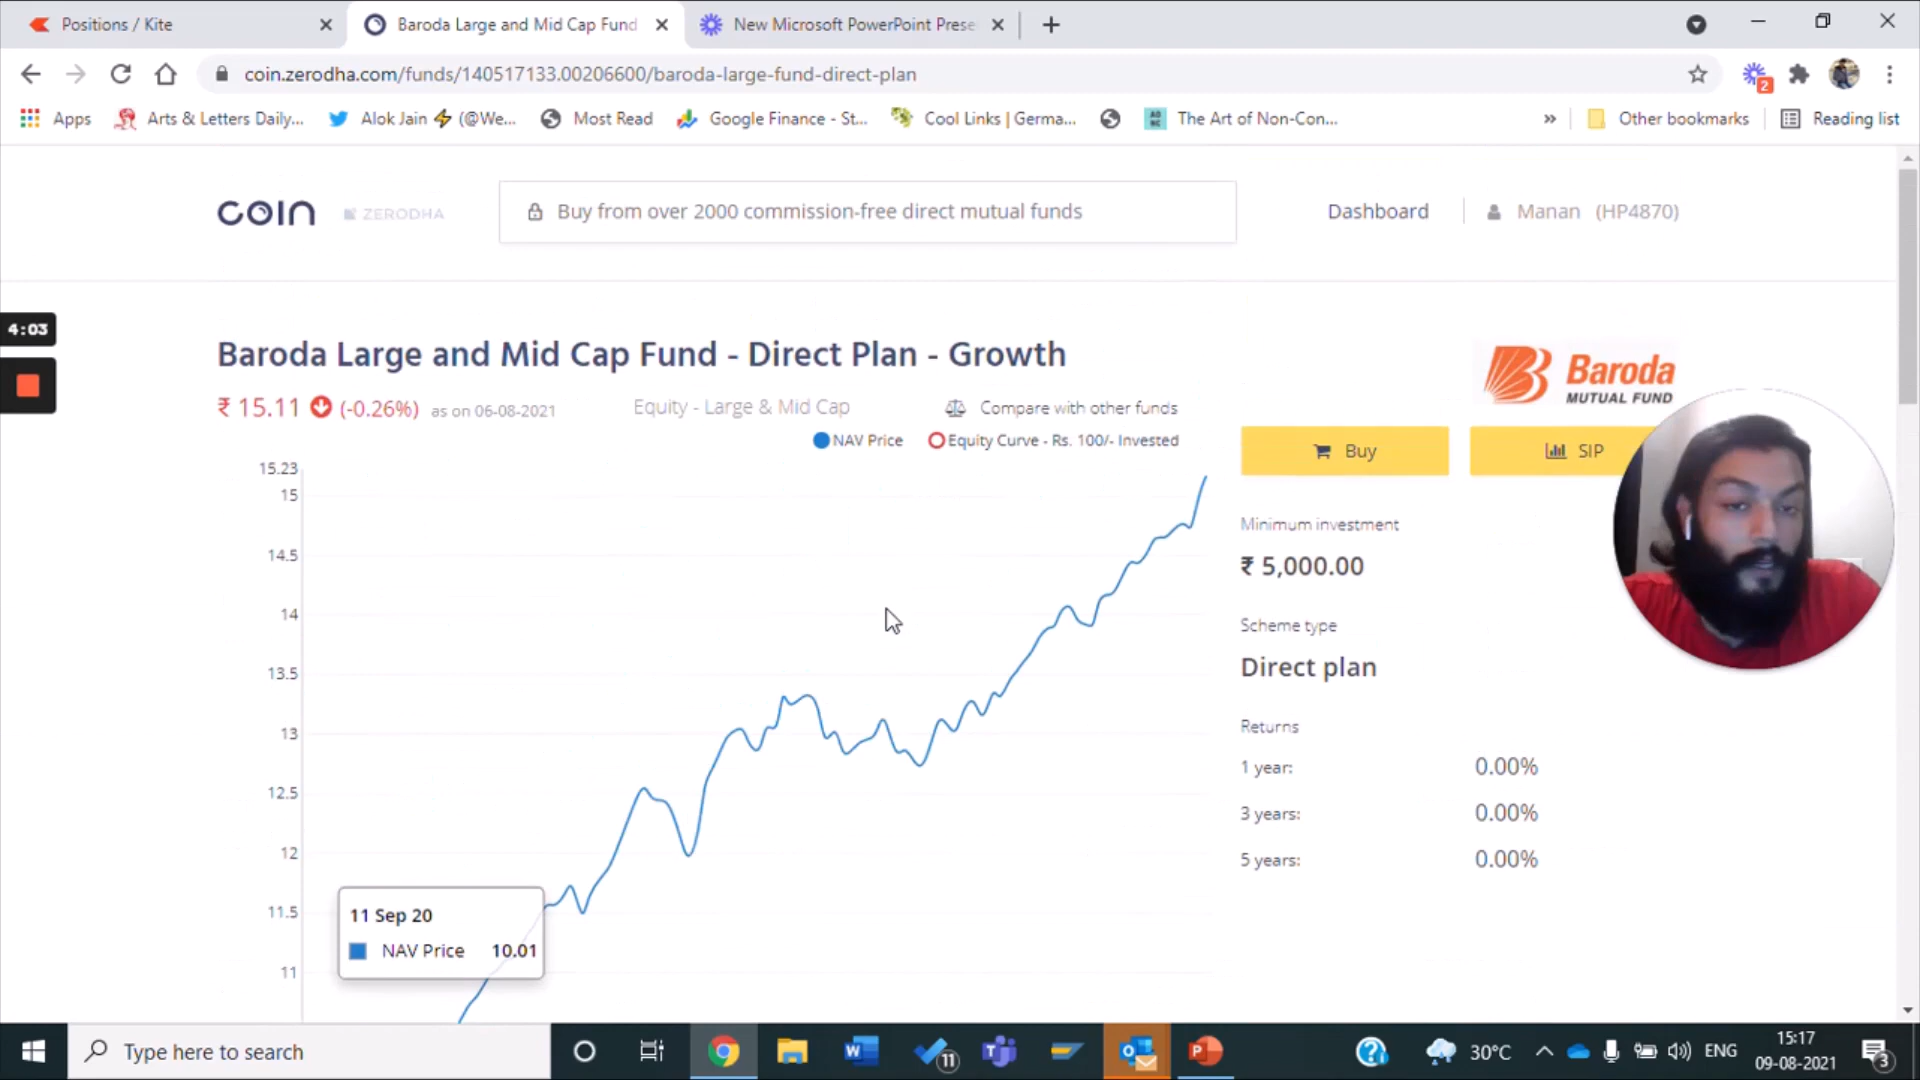 Positions / Kite
Baroda Large and Mid Cap Fund
New Microsoft PowerPoint Prese
coin.zerodha.com/funds/140517133.00206600/baroda-large-fund-direct-plan
2
Apps
Arts & Letters Daily...
Alok Jain ⚡ (@We...
Most Read
Google Finance - St...
Cool Links | Germa...
The Art of Non-Con...
»
Other bookmarks
Reading list
coin ZERODHA
Buy from over 2000 commission-free direct mutual funds
Dashboard
Manan (HP4870)
4:03
Baroda Large and Mid Cap Fund - Direct Plan - Growth
₹ 15.11 (-0.26%) as on 06-08-2021
Equity - Large & Mid Cap
Compare with other funds
NAV Price
Equity Curve - Rs. 100/- Invested
Baroda
MUTUAL FUND
Buy
SIP
Minimum investment
₹ 5,000.00
Scheme type
Direct plan
Returns
1 year: 0.00%
3 years: 0.00%
5 years: 0.00%
15.23
15
14.5
14
13.5
13
12.5
12
11.5
11
11 Sep 20
NAV Price 10.01
Type here to search
11
30°C
ENG
15:17
09-08-2021
3